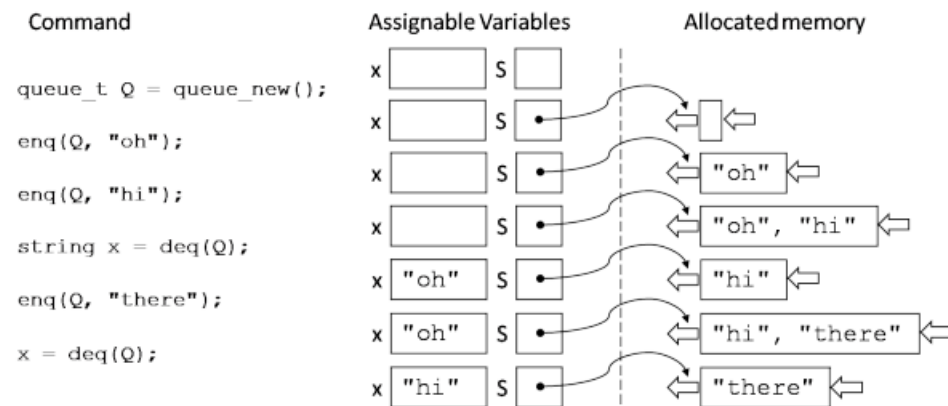 Command Assignable Variables Allocated memory
x S
queue_t Q = queue_new();
x S
enq(Q, "oh");
x S "oh"
enq(Q, "hi");
x S "oh", "hi"
string x = deq(Q);
x "oh" S "hi"
enq(Q, "there");
x "oh" S "hi", "there"
x = deq(Q);
x "hi" S "there"